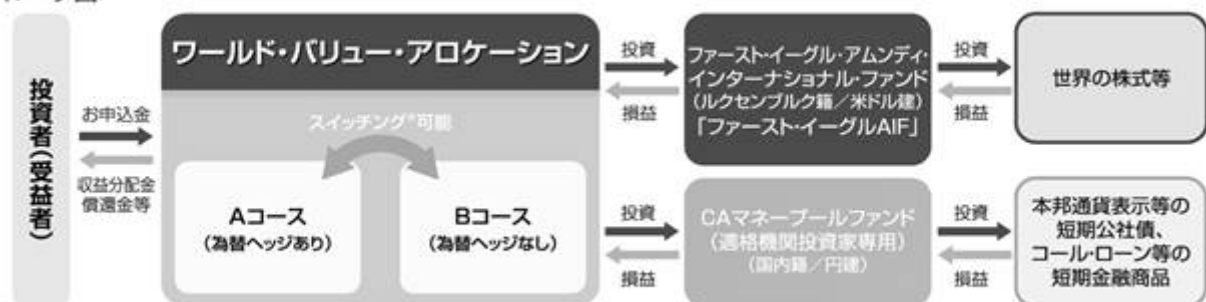 投資者(受益者)
お申込金
収益分配金
償還金等
ワールド・バリュー・アロケーション
スイッチング*可能
Aコース
(為替ヘッジあり)
Bコース
(為替ヘッジなし)
投資
損益
ファースト・イーグル・アムンディ・
インターナショナル・ファンド
(ルクセンブルク籍/米ドル建)
「ファースト・イーグルAIF」
投資
損益
世界の株式等
投資
損益
CAマネープールファンド
(適格機関投資家専用)
(国内籍/円建)
投資
損益
本邦通貨表示等の
短期公社債、
コール・ローン等の
短期金融商品